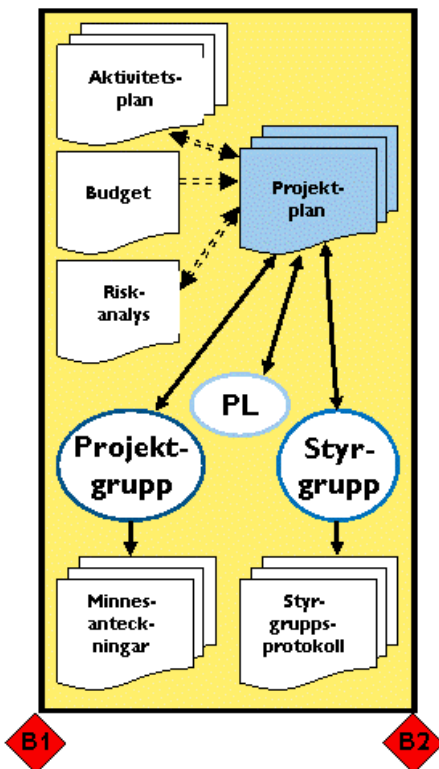 Aktivitets-
plan
Budget
Projekt-
plan
Risk-
analys
PL
Projekt-
grupp
Styr-
grupp
Minnes-
anteck-
ningar
Styr-
grupps-
protokoll
B1
B2